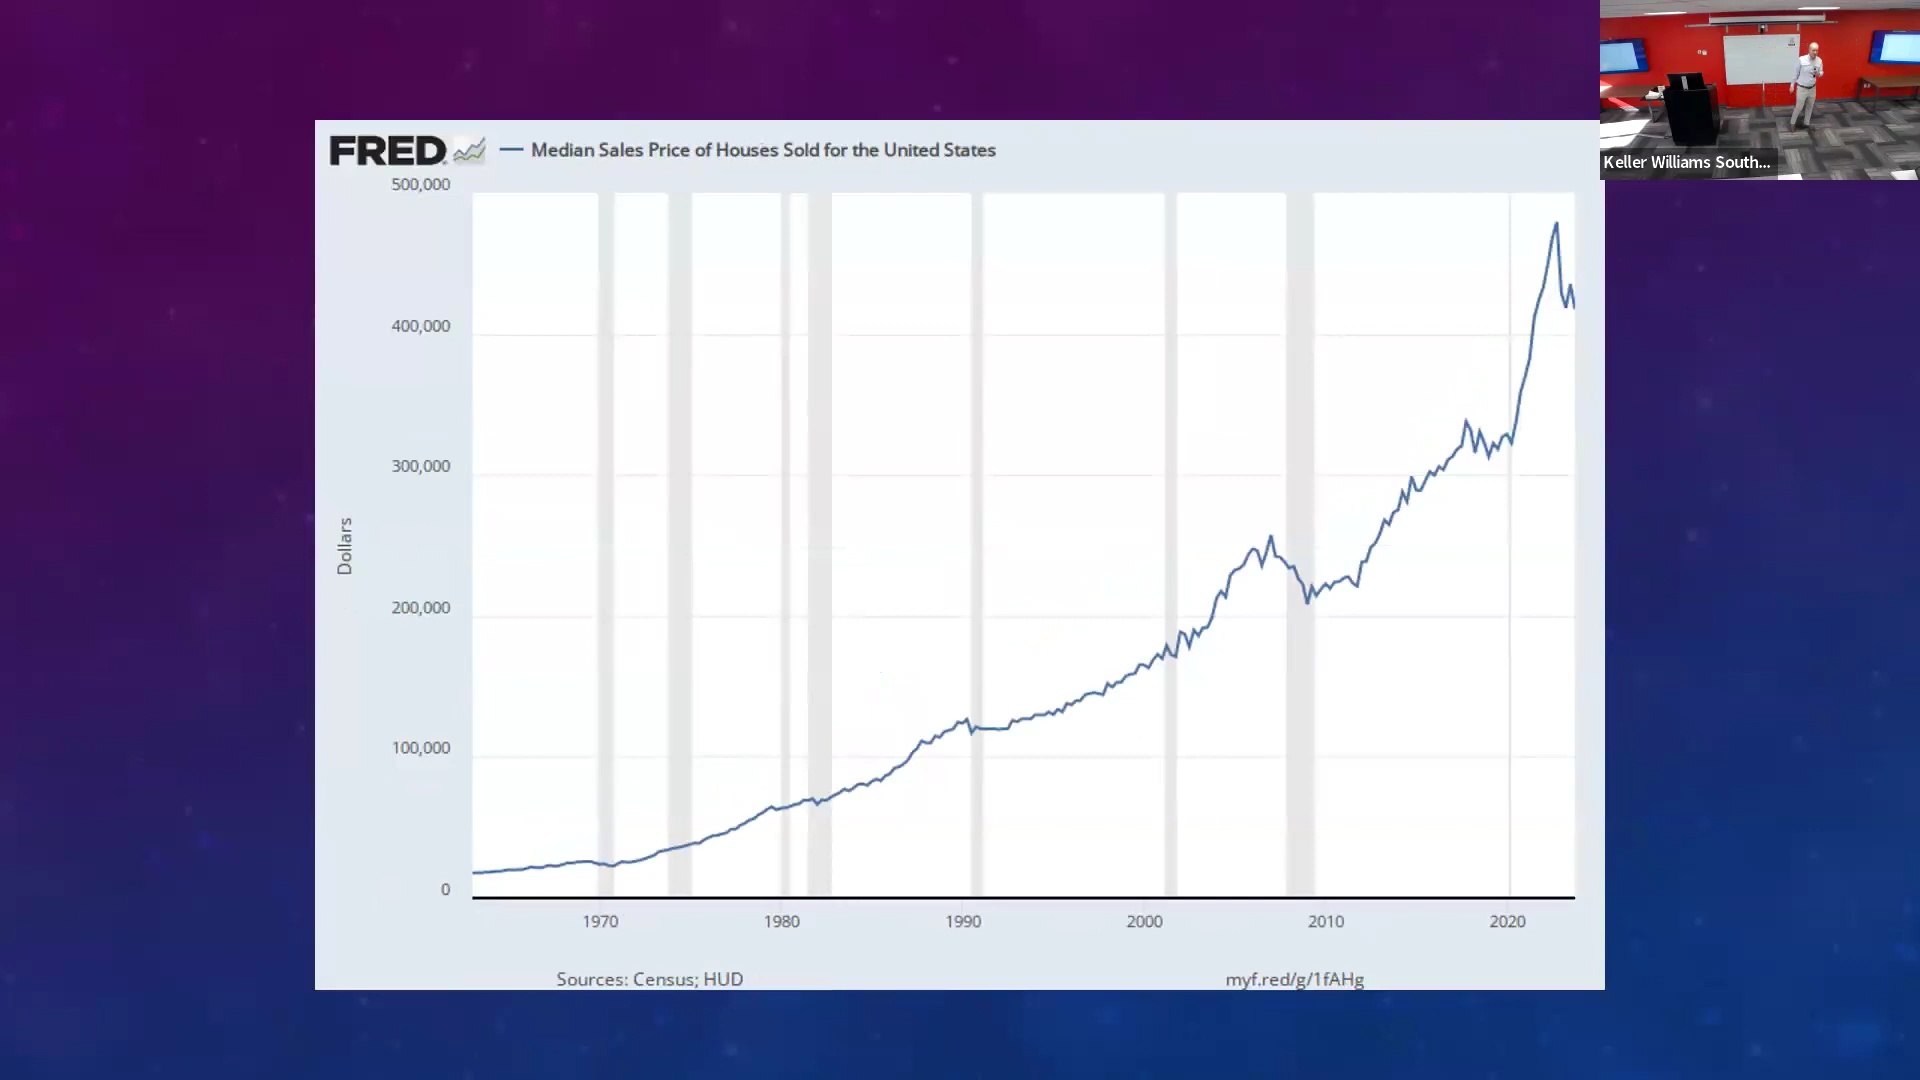 FRED
Median Sales Price of Houses Sold for the United States
500,000
400,000
300,000
200,000
100,000
0
Dollars
1970 1980 1990 2000 2010 2020
Sources: Census; HUD
myf.red/g/1fAHg
Keller Williams South...